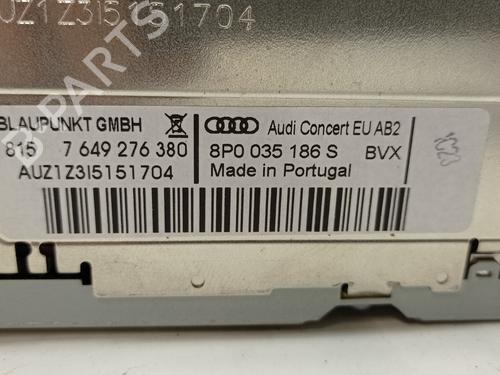 AUZ1Z3I5151704
BLAUPUNKT GMBH
Audi Concert EU AB2
815 7 649 276 380
8P0 035 186 S BVX
AUZ1Z3I5151704
Made in Portugal